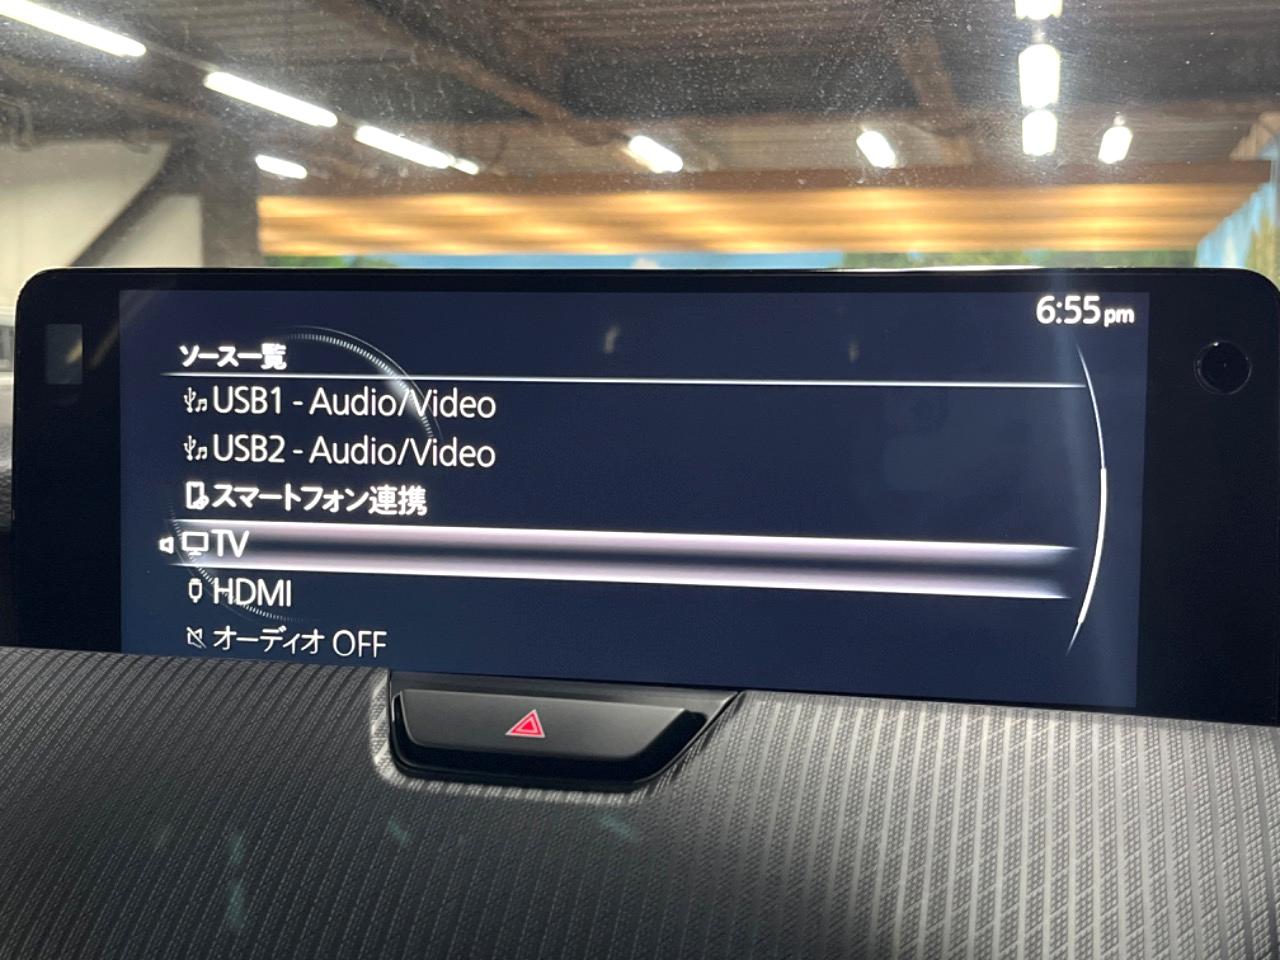 6:55pm
ソース一覧
USB1 - Audio/Video
USB2 - Audio/Video
スマートフォン連携
TV
HDMI
オーディオ OFF